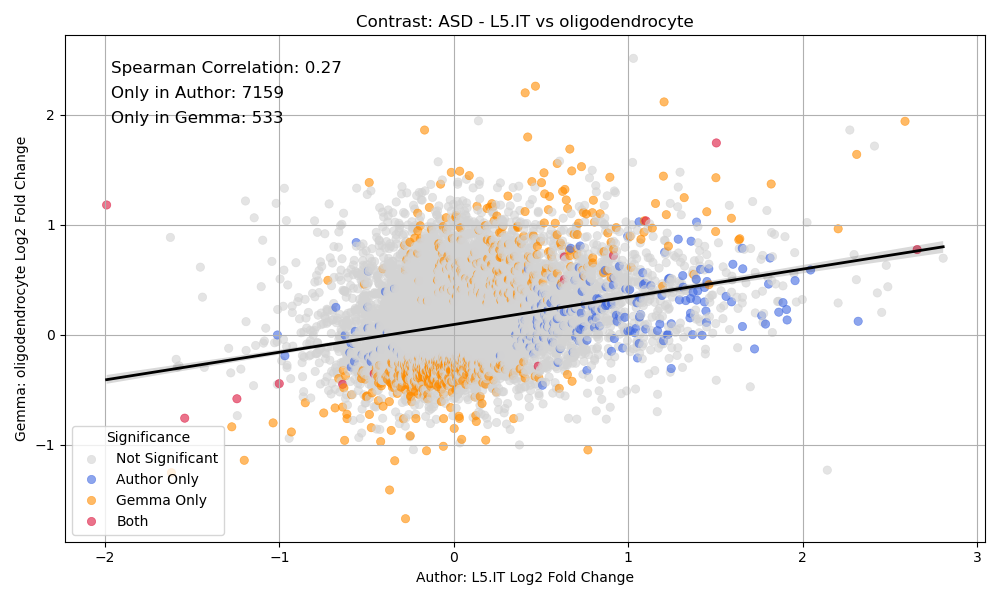 Contrast: ASD - L5.IT vs oligodendrocyte
Spearman Correlation: 0.27
Only in Author: 7159
Only in Gemma: 533
Gemma: oligodendrocyte Log2 Fold Change
2
1
0
−1
Significance
Not Significant
Author Only
Gemma Only
Both
−2 −1 0 1 2 3
Author: L5.IT Log2 Fold Change